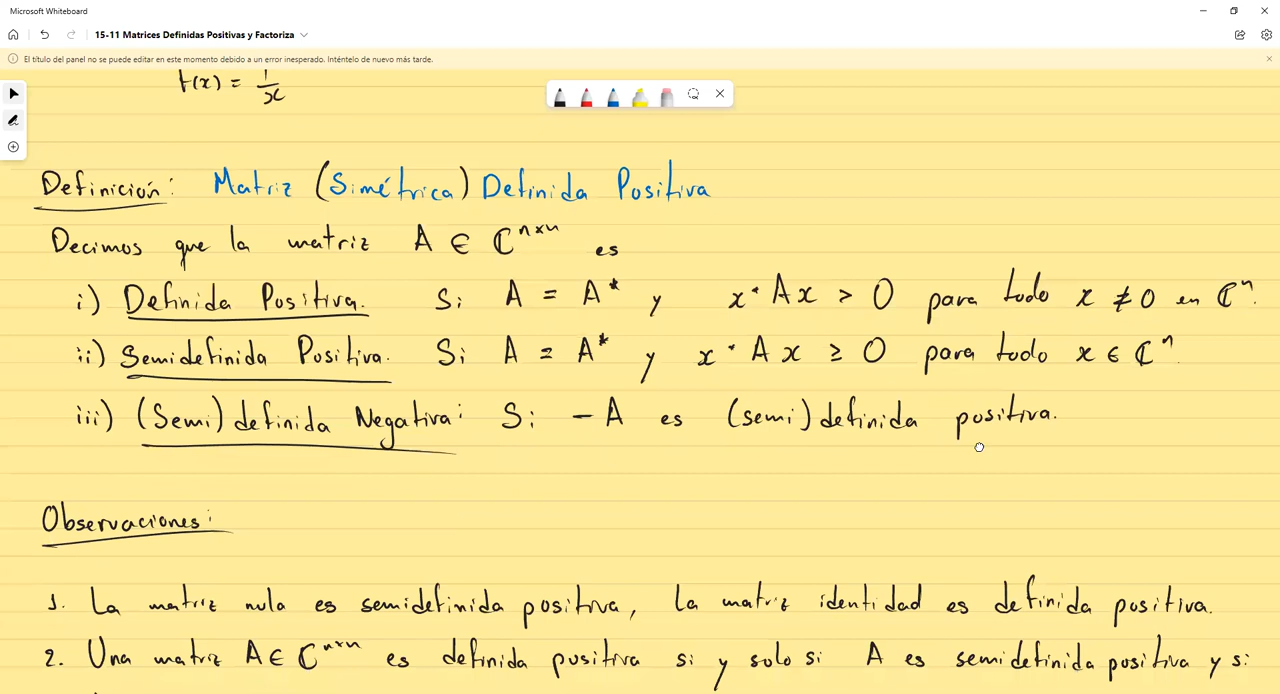 Microsoft Whiteboard
15-11 Matrices Definidas Positivas y Factoriza
El título del panel no se puede editar en este momento debido a un error inesperado. Inténtelo de nuevo más tarde.
f(x) = 1/x
Definición: Matriz (Simétrica) Definida Positiva
Decimos que la matriz A ∈ ℂⁿˣⁿ es
i) Definida Positiva. Si A = A* y x* Ax > 0 para todo x ≠ 0 en ℂⁿ.
ii) Semidefinida Positiva. Si A = A* y x* A x ≥ 0 para todo x ∈ ℂⁿ.
iii) (Semi)definida Negativa: Si -A es (semi)definida positiva.
Observaciones:
1. La matriz nula es semidefinida positiva, la matriz identidad es definida positiva.
2. Una matriz A ∈ ℂⁿˣⁿ es definida positiva si y solo si A es semidefinida positiva y si